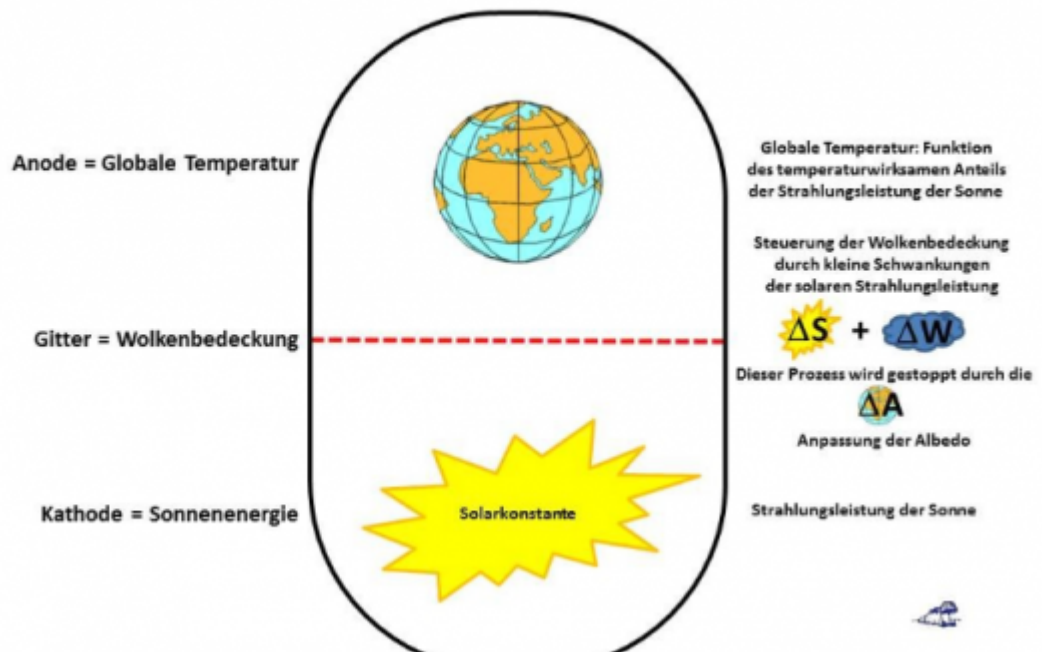 Anode = Globale Temperatur
Globale Temperatur: Funktion
des temperaturwirksamen Anteils
der Strahlungsleistung der Sonne
Steuerung der Wolkenbedeckung
durch kleine Schwankungen
der solaren Strahlungsleistung
Gitter = Wolkenbedeckung
ΔS + ΔW
Dieser Prozess wird gestoppt durch die
ΔA
Anpassung der Albedo
Kathode = Sonnenenergie
Solarkonstante
Strahlungsleistung der Sonne